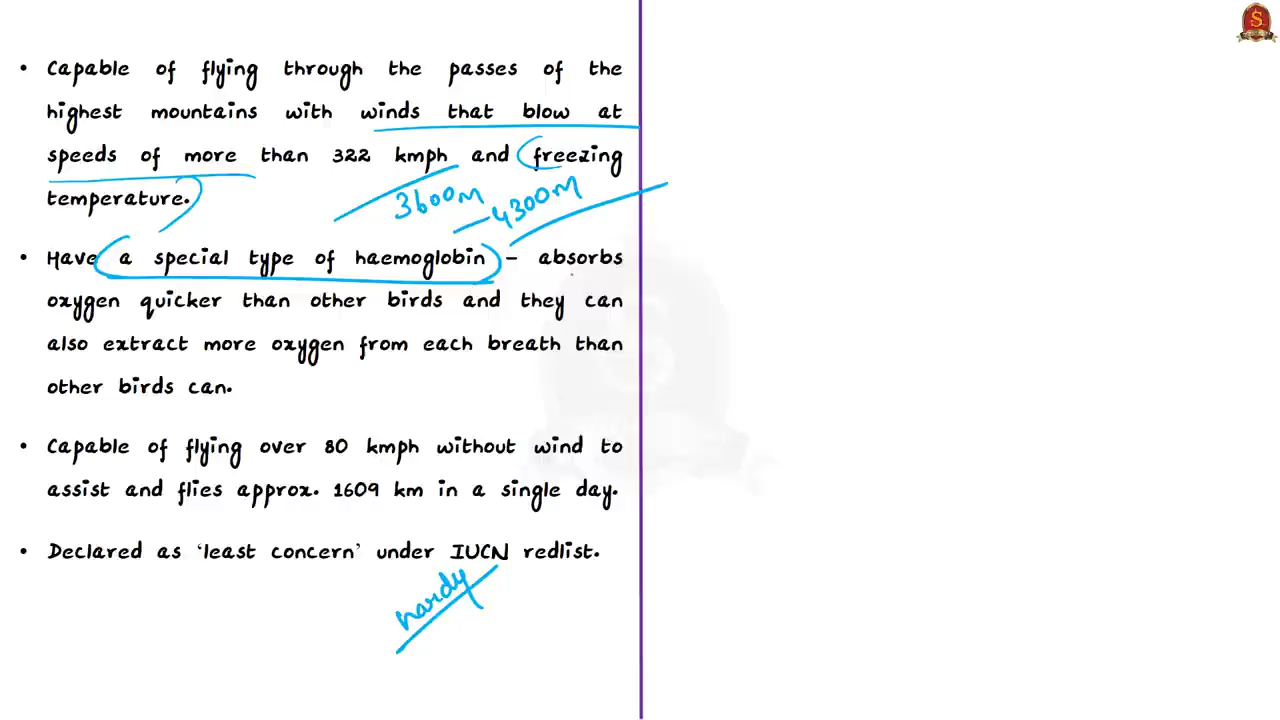 • Capable of flying through the passes of the
highest mountains with winds that blow at
speeds of more than 322 kmph and freezing
temperature.
3600M
- 4300M
• Have a special type of haemoglobin – absorbs
oxygen quicker than other birds and they can
also extract more oxygen from each breath than
other birds can.
• Capable of flying over 80 kmph without wind to
assist and flies approx. 1609 km in a single day.
• Declared as ‘least concern’ under IUCN redlist.
hardy